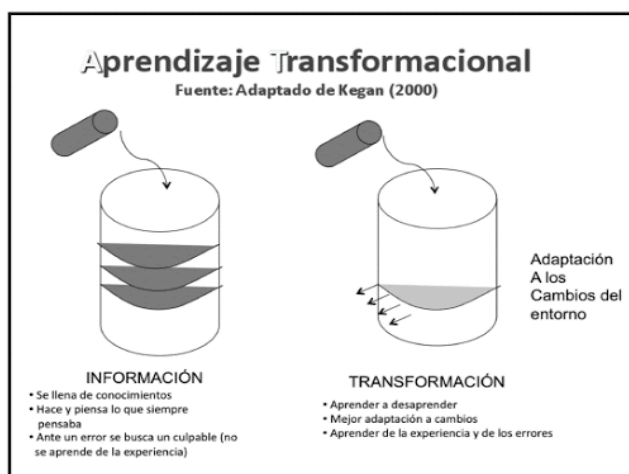 Aprendizaje Transformacional
Fuente: Adaptado de Kegan (2000)
Adaptación
A los
Cambios del
entorno
INFORMACIÓN
• Se llena de conocimientos
• Hace y piensa lo que siempre
pensaba
• Ante un error se busca un culpable (no
se aprende de la experiencia)
TRANSFORMACIÓN
• Aprender a desaprender
• Mejor adaptación a cambios
• Aprender de la experiencia y de los errores